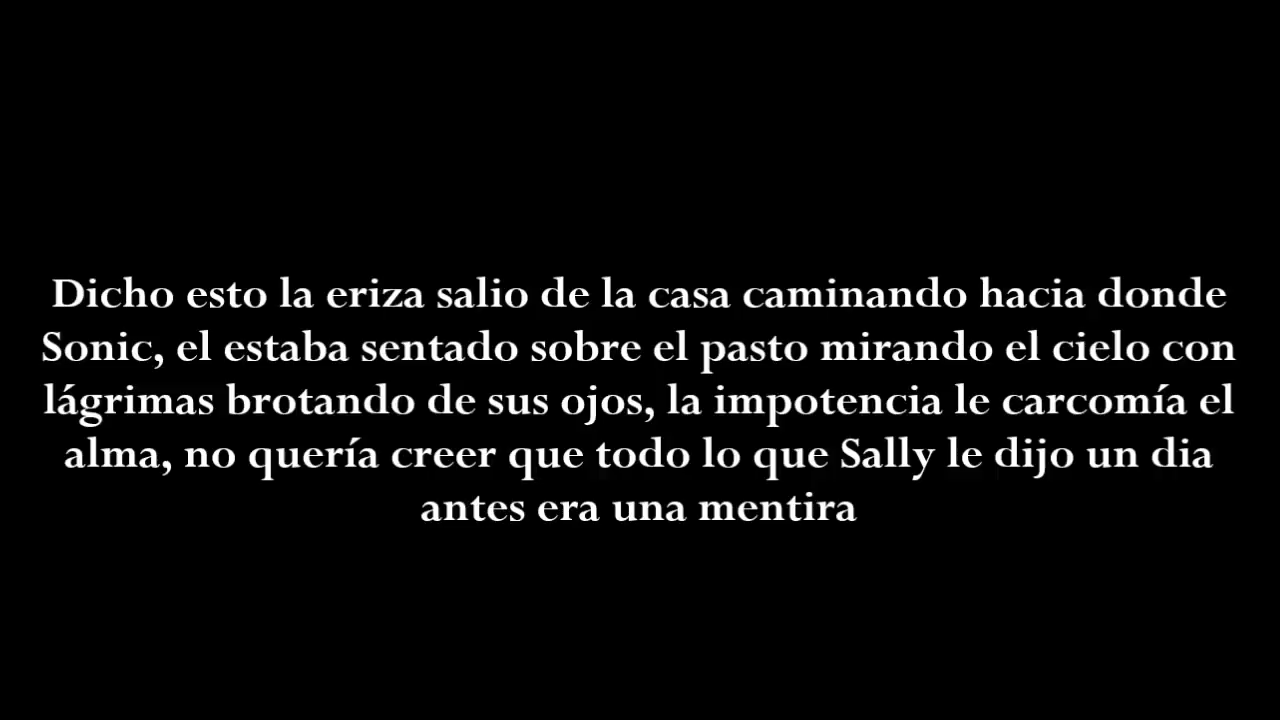 Dicho esto la eriza salio de la casa caminando hacia donde
Sonic, el estaba sentado sobre el pasto mirando el cielo con
lágrimas brotando de sus ojos, la impotencia le carcomía el
alma, no quería creer que todo lo que Sally le dijo un dia
antes era una mentira